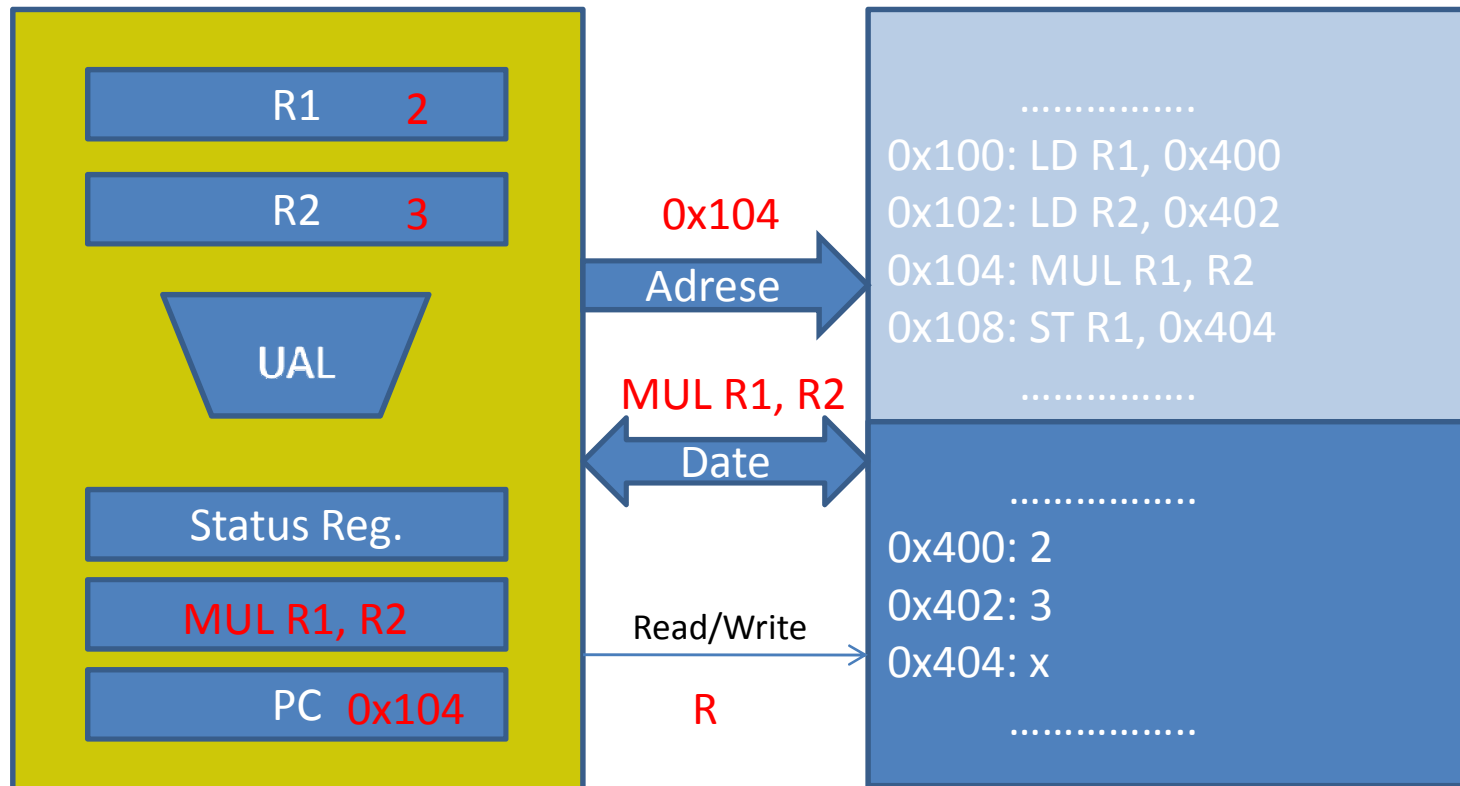 R1 2
R2 3
UAL
Status Reg.
MUL R1, R2
PC 0x104
0x104
Adrese
MUL R1, R2
Date
Read/Write
R
................
0x100: LD R1, 0x400
0x102: LD R2, 0x402
0x104: MUL R1, R2
0x108: ST R1, 0x404
................
.................
0x400: 2
0x402: 3
0x404: x
.................